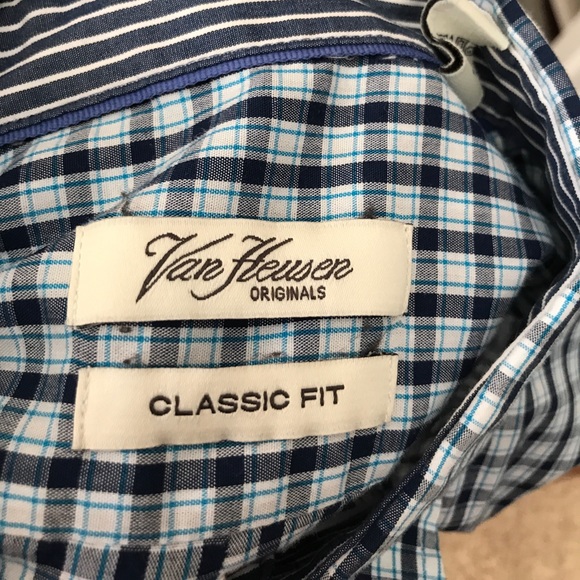 Van Heusen
ORIGINALS
CLASSIC FIT